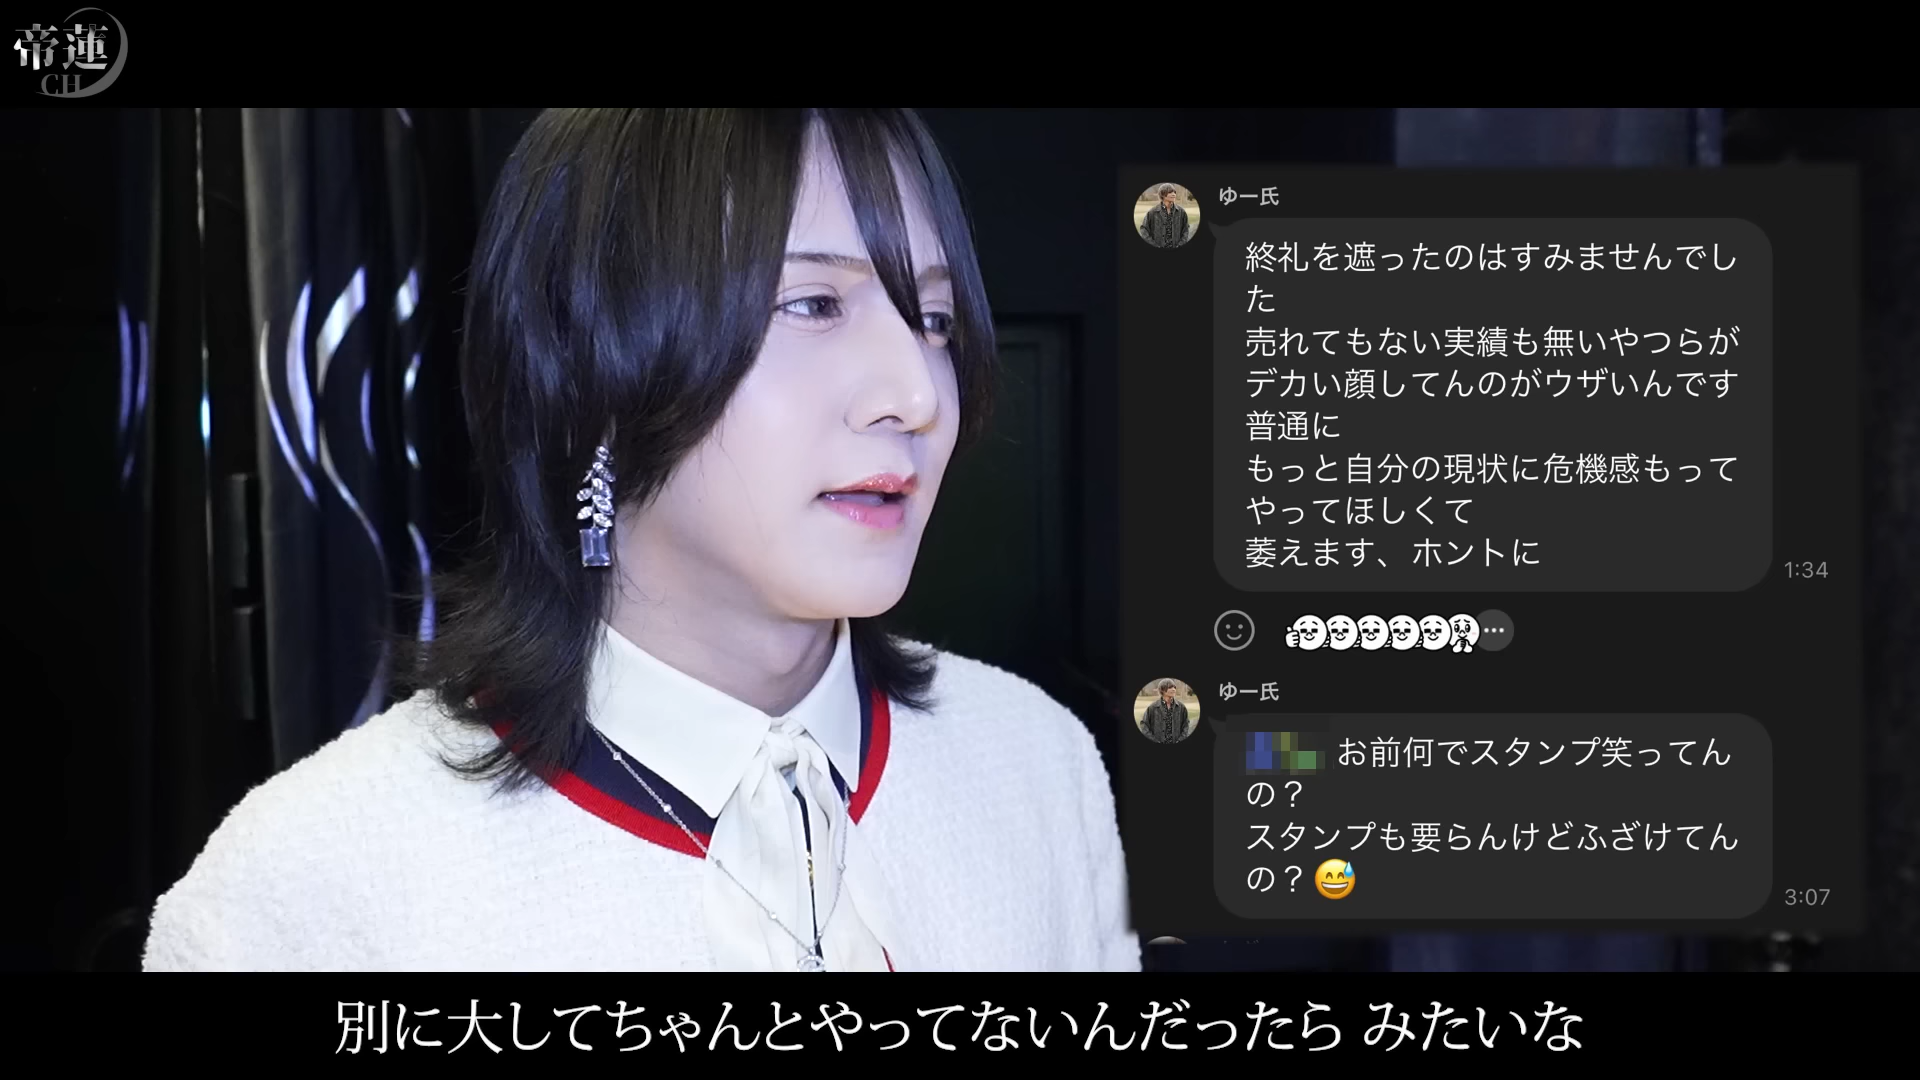 帝蓮
CH
ゆー氏
終礼を遮ったのはすみませんでし
た
売れてもない実績も無いやつらが
デカい顔してんのがウザいんです
普通に
もっと自分の現状に危機感もって
やってほしくて
萎えます、ホントに
1:34
ゆー氏
お前何でスタンプ笑ってん
の？
スタンプも要らんけどふざけてん
の？😅
3:07
別に大してちゃんとやってないんだったら みたいな